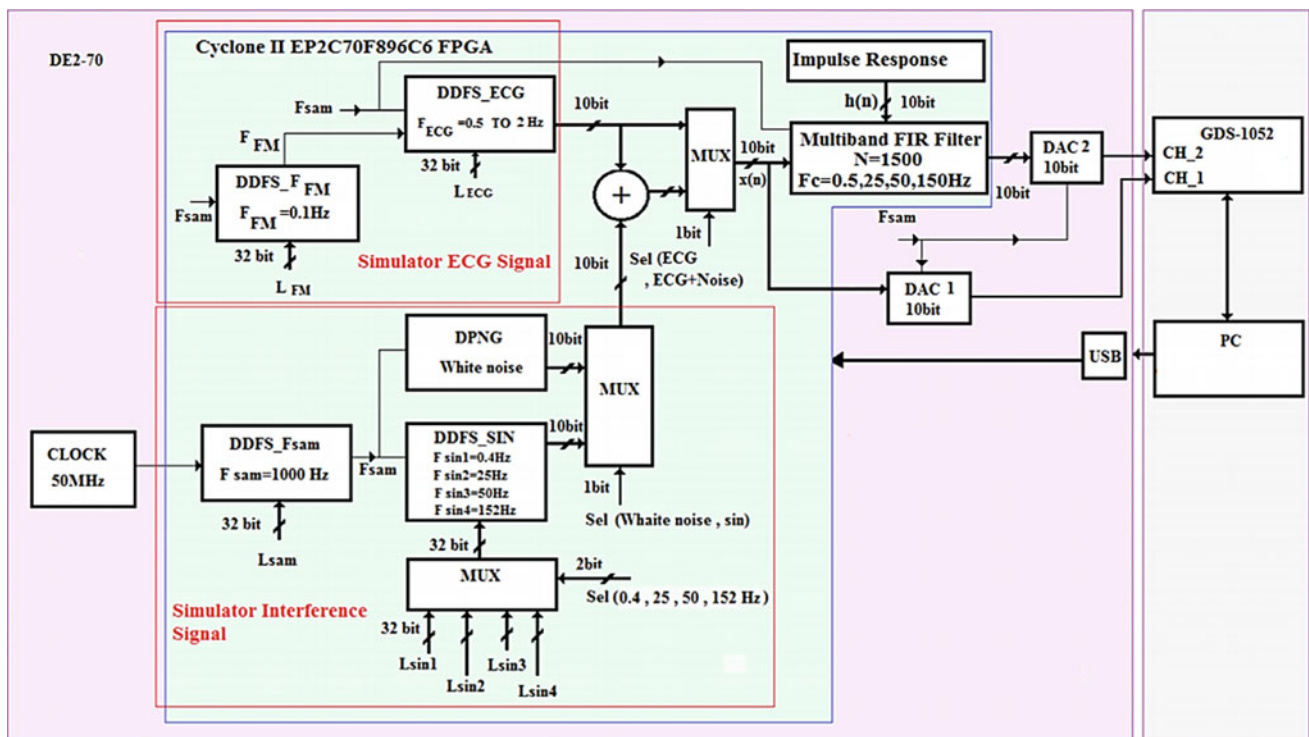 DE2-70
Cyclone II EP2C70F896C6 FPGA
Fsam
F FM
DDFS_ECG
F ECG =0.5 TO 2 Hz
32 bit
L ECG
Fsam
DDFS_F FM
F FM =0.1Hz
32 bit
L FM
Simulator ECG Signal
10bit
MUX
10bit
x(n)
+
1bit
Sel (ECG
, ECG+Noise)
10bit
Impulse Response
h(n)
10bit
Multiband FIR Filter
N=1500
Fc=0.5,25,50,150Hz
10bit
DAC 2
10bit
Fsam
DAC 1
10bit
GDS-1052
CH_2
CH_1
PC
USB
CLOCK
50MHz
DDFS_Fsam
F sam=1000 Hz
32 bit
Lsam
Fsam
DPNG
White noise
10bit
DDFS_SIN
F sin1=0.4Hz
F sin2=25Hz
F sin3=50Hz
F sin4=152Hz
10bit
MUX
1bit
Sel (Whaite noise , sin)
32 bit
MUX
2bit
Sel (0.4 , 25 , 50 , 152 Hz)
32 bit
Lsin1
Lsin2
Lsin3
Lsin4
Simulator Interference
Signal